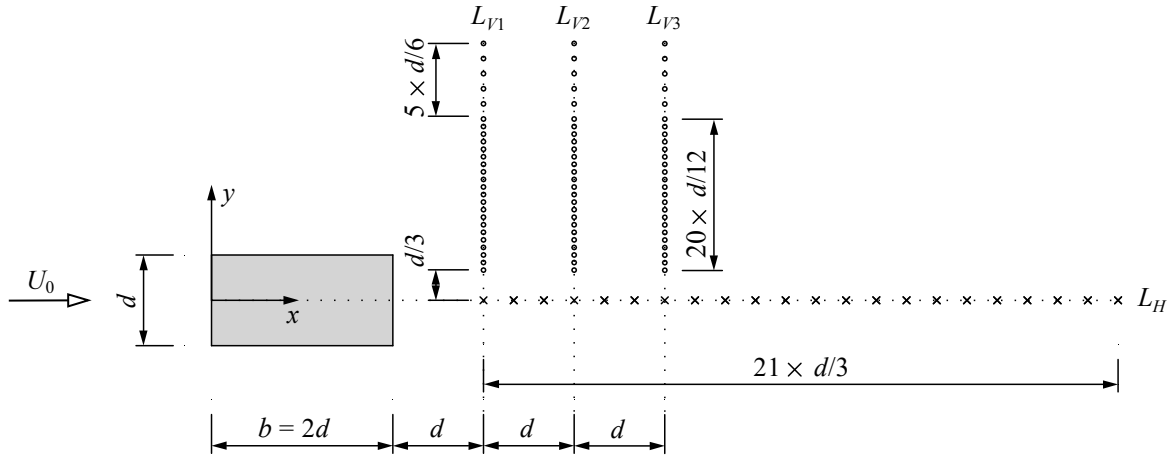 L_V1 L_V2 L_V3
5 × d/6
20 × d/12
y
d/3
U_0
d
x
L_H
21 × d/3
b = 2d
d
d
d